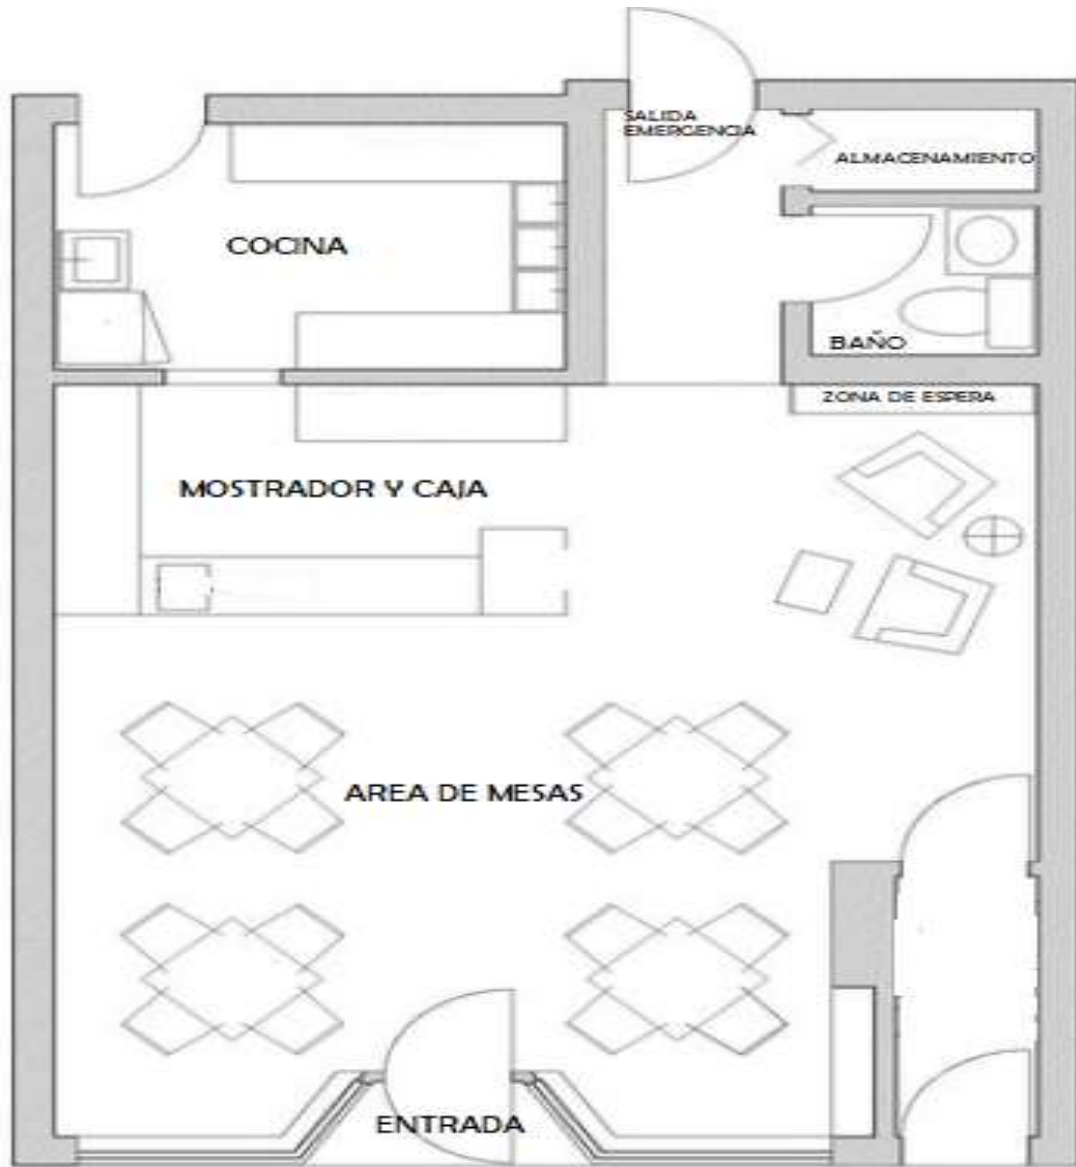 SALIDA
EMERGENCIA
ALMACENAMIENTO
COCINA
BAÑO
ZONA DE ESPERA
MOSTRADOR Y CAJA
AREA DE MESAS
ENTRADA